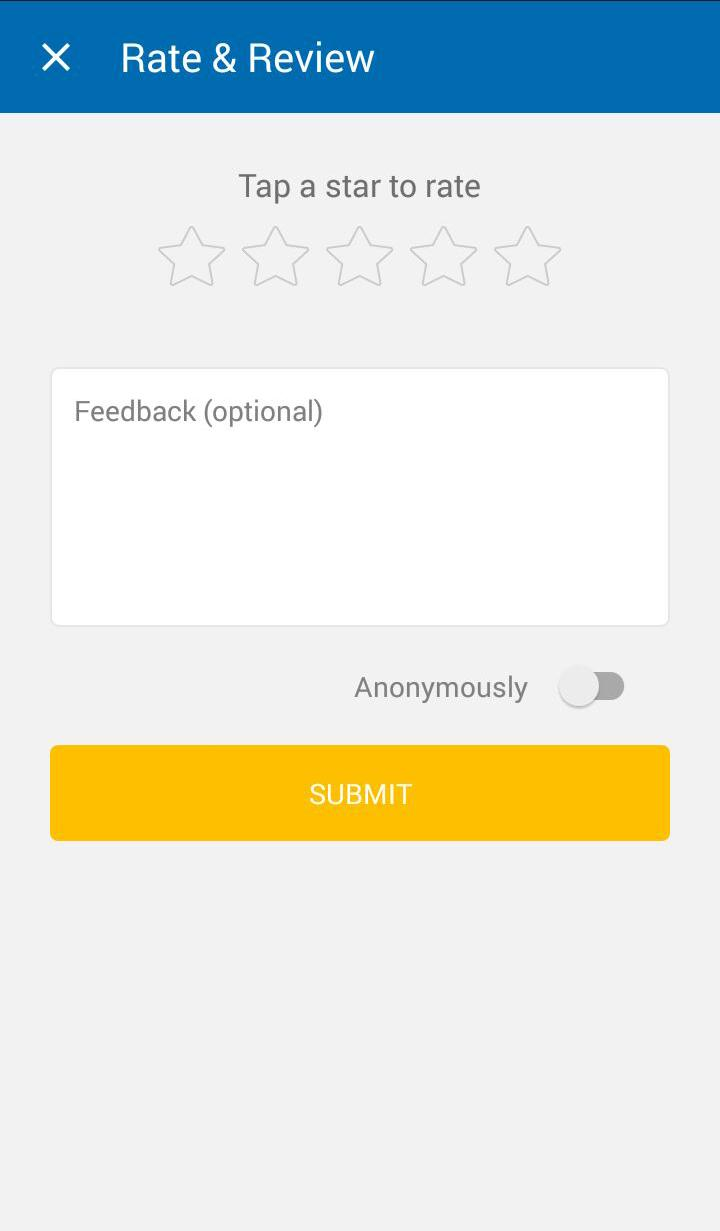 Rate & Review
Tap a star to rate
Feedback (optional)
Anonymously
SUBMIT